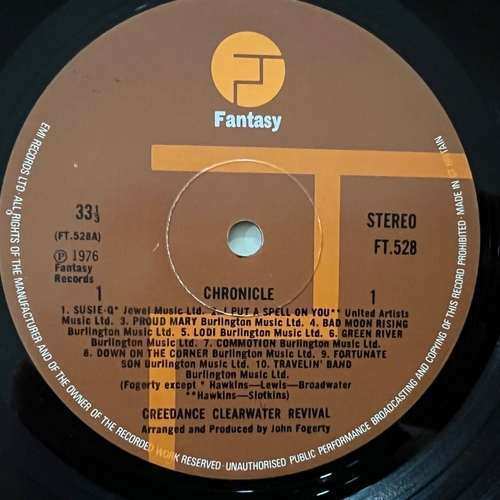 Fantasy
33⅓
STEREO
(FT.528A)
FT.528
Ⓟ 1976
Fantasy
Records
1
CHRONICLE
1
1. SUSIE-Q* Jewel Music Ltd. 2. I PUT A SPELL ON YOU** United Artists
Music Ltd. 3. PROUD MARY Burlington Music Ltd. 4. BAD MOON RISING
Burlington Music Ltd. 5. LODI Burlington Music Ltd. 6. GREEN RIVER
Burlington Music Ltd. 7. COMMOTION Burlington Music Ltd.
8. DOWN ON THE CORNER Burlington Music Ltd. 9. FORTUNATE
SON Burlington Music Ltd. 10. TRAVELIN' BAND
Burlington Music Ltd.
(Fogerty except * Hawkins—Lewis—Broadwater
**Hawkins—Slotkins)
CREEDANCE CLEARWATER REVIVAL
Arranged and Produced by John Fogerty
EMI RECORDS LTD. ALL RIGHTS OF THE MANUFACTURER AND OF THE OWNER OF THE RECORDED WORK RESERVED · UNAUTHORISED PUBLIC PERFORMANCE BROADCASTING AND COPYING OF THIS RECORD PROHIBITED · MADE IN GT BRITAIN